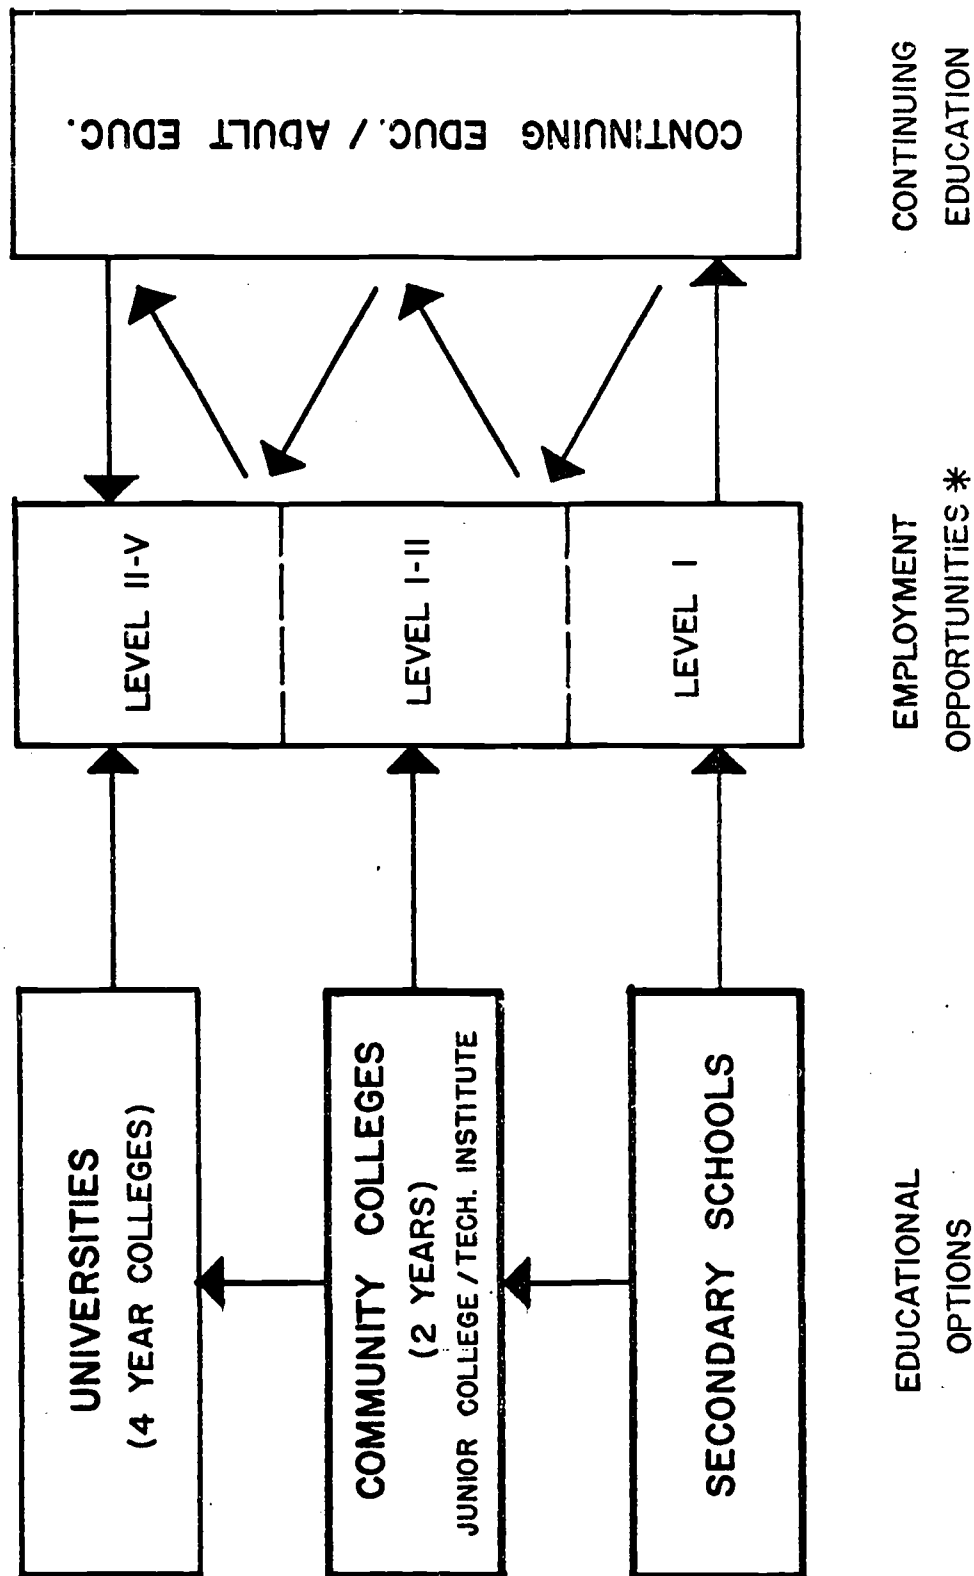 UNIVERSITIES
(4 YEAR COLLEGES)
COMMUNITY COLLEGES
(2 YEARS)
JUNIOR COLLEGE / TECH. INSTITUTE
SECONDARY SCHOOLS
EDUCATIONAL
OPTIONS
LEVEL II-V
LEVEL I-II
LEVEL I
EMPLOYMENT
OPPORTUNITIES *
CONTINUING EDUC. / ADULT EDUC.
CONTINUING
EDUCATION